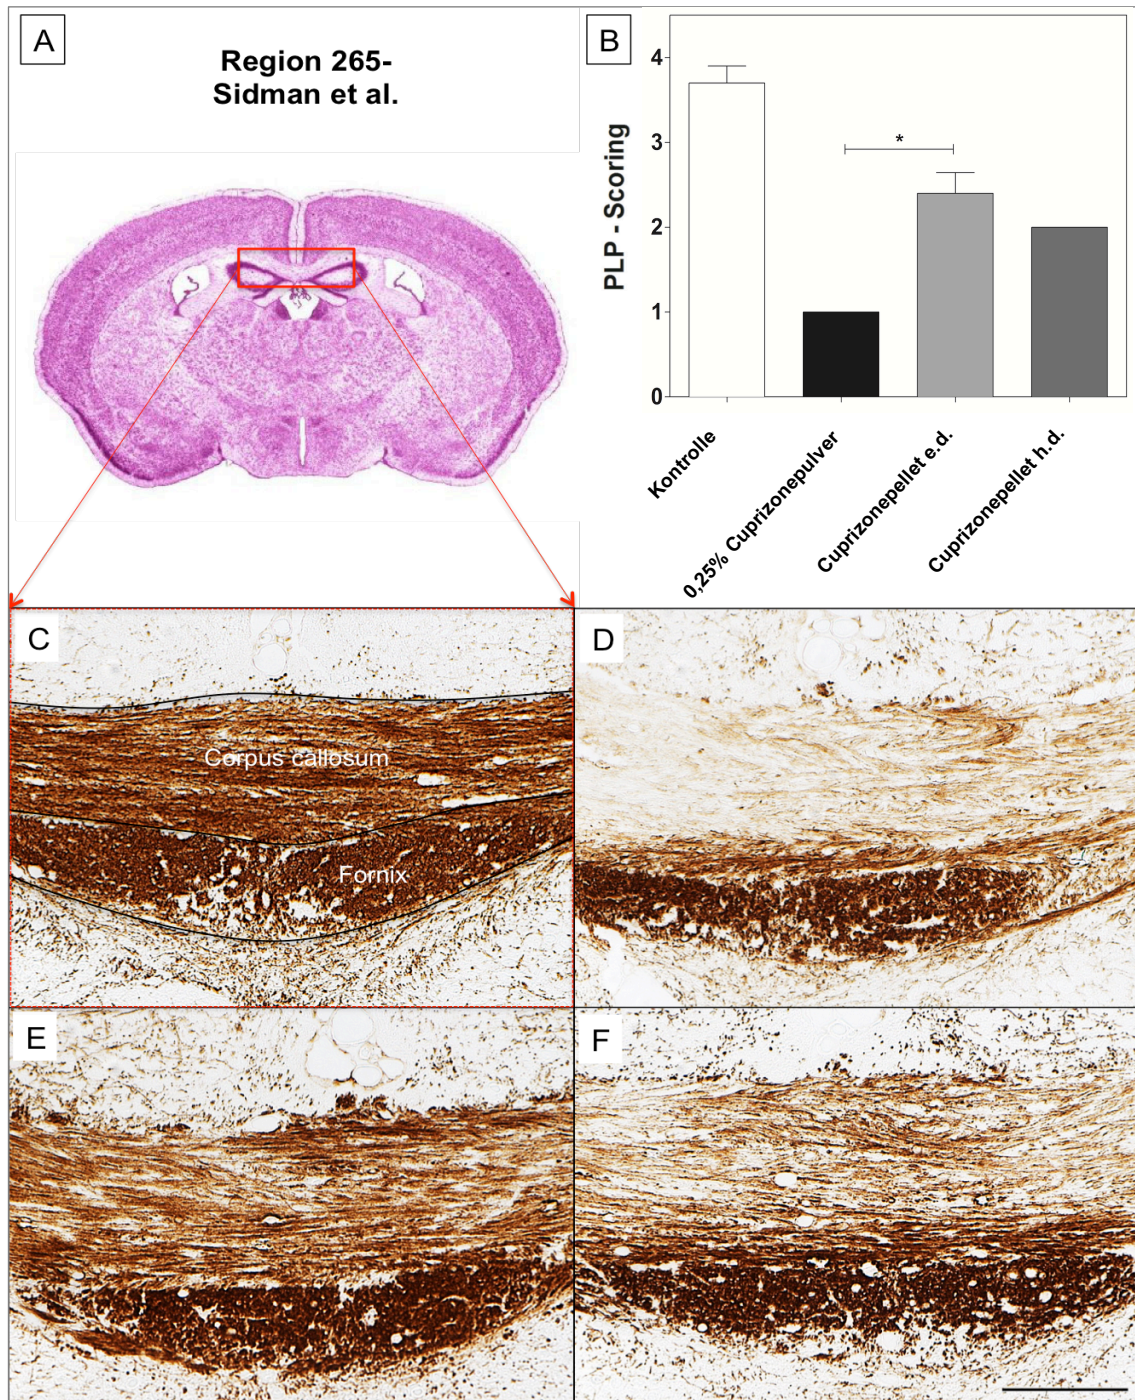 A
Region 265-
Sidman et al.
B
PLP - Scoring
4
3
2
1
0
*
Kontrolle
0,25% Cuprizonepulver
Cuprizonepellet e.d.
Cuprizonepellet h.d.
C
Corpus callosum
Fornix
D
E
F